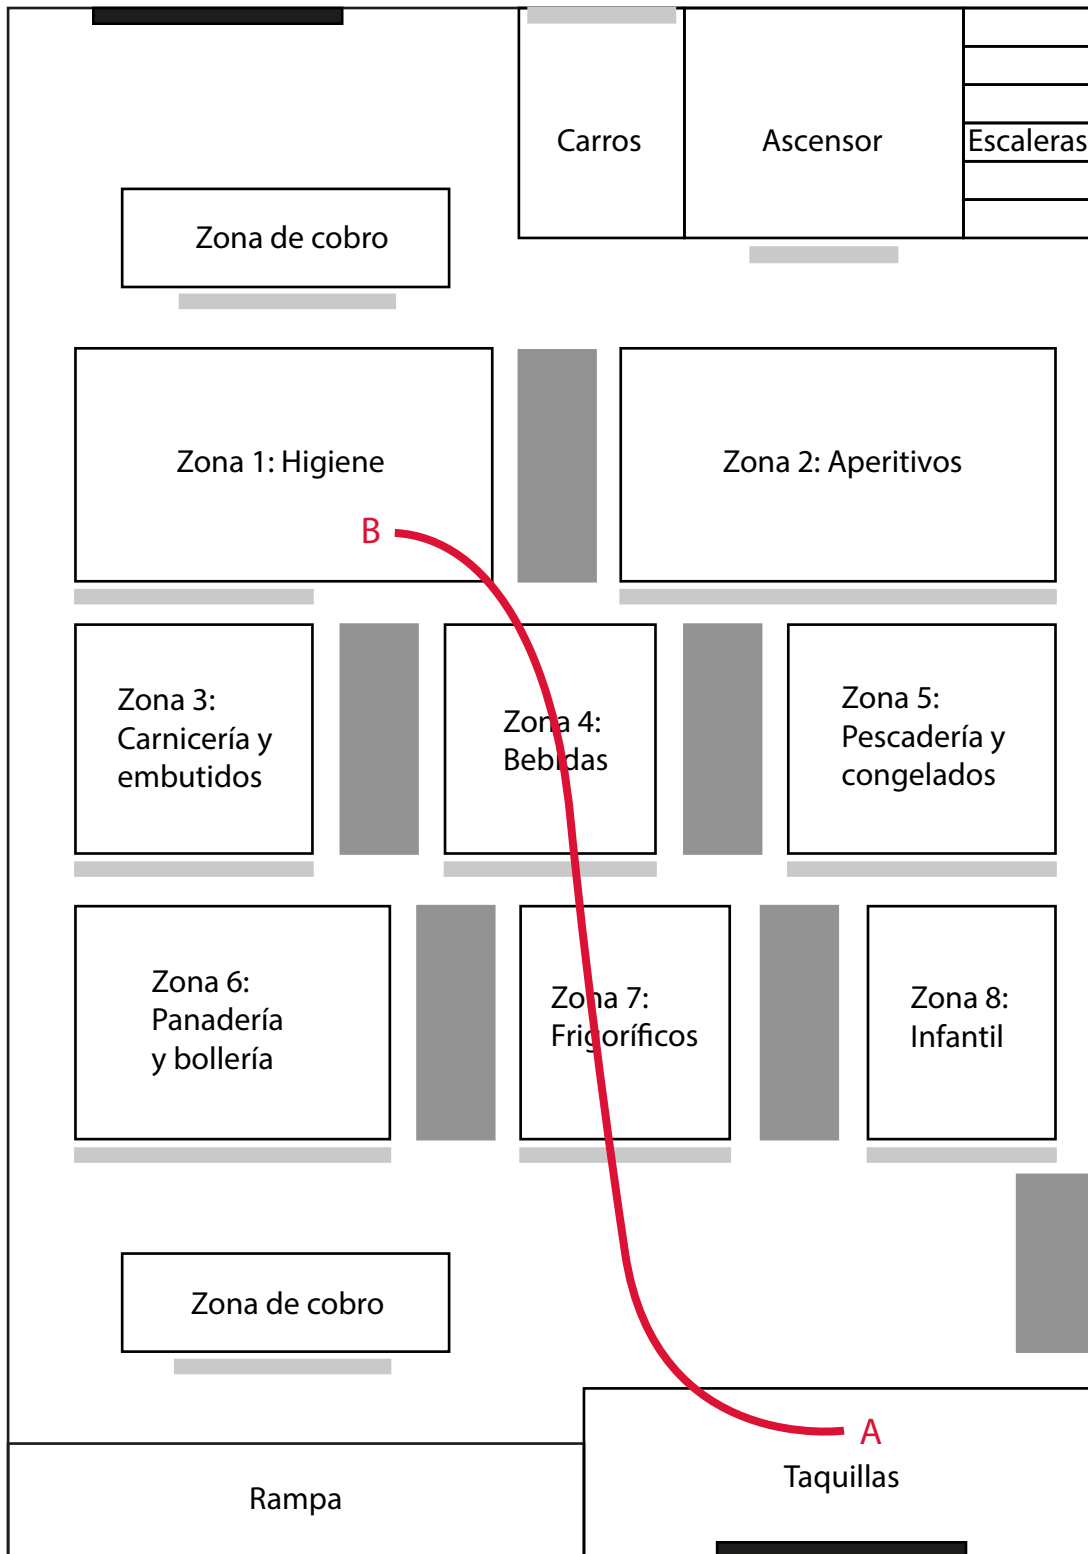 Carros
Ascensor
Escaleras
Zona de cobro
Zona 1: Higiene
Zona 2: Aperitivos
B
Zona 3:
Carnicería y
embutidos
Zona 4:
Bebidas
Zona 5:
Pescadería y
congelados
Zona 6:
Panadería
y bollería
Zona 7:
Frigoríficos
Zona 8:
Infantil
Zona de cobro
A
Taquillas
Rampa